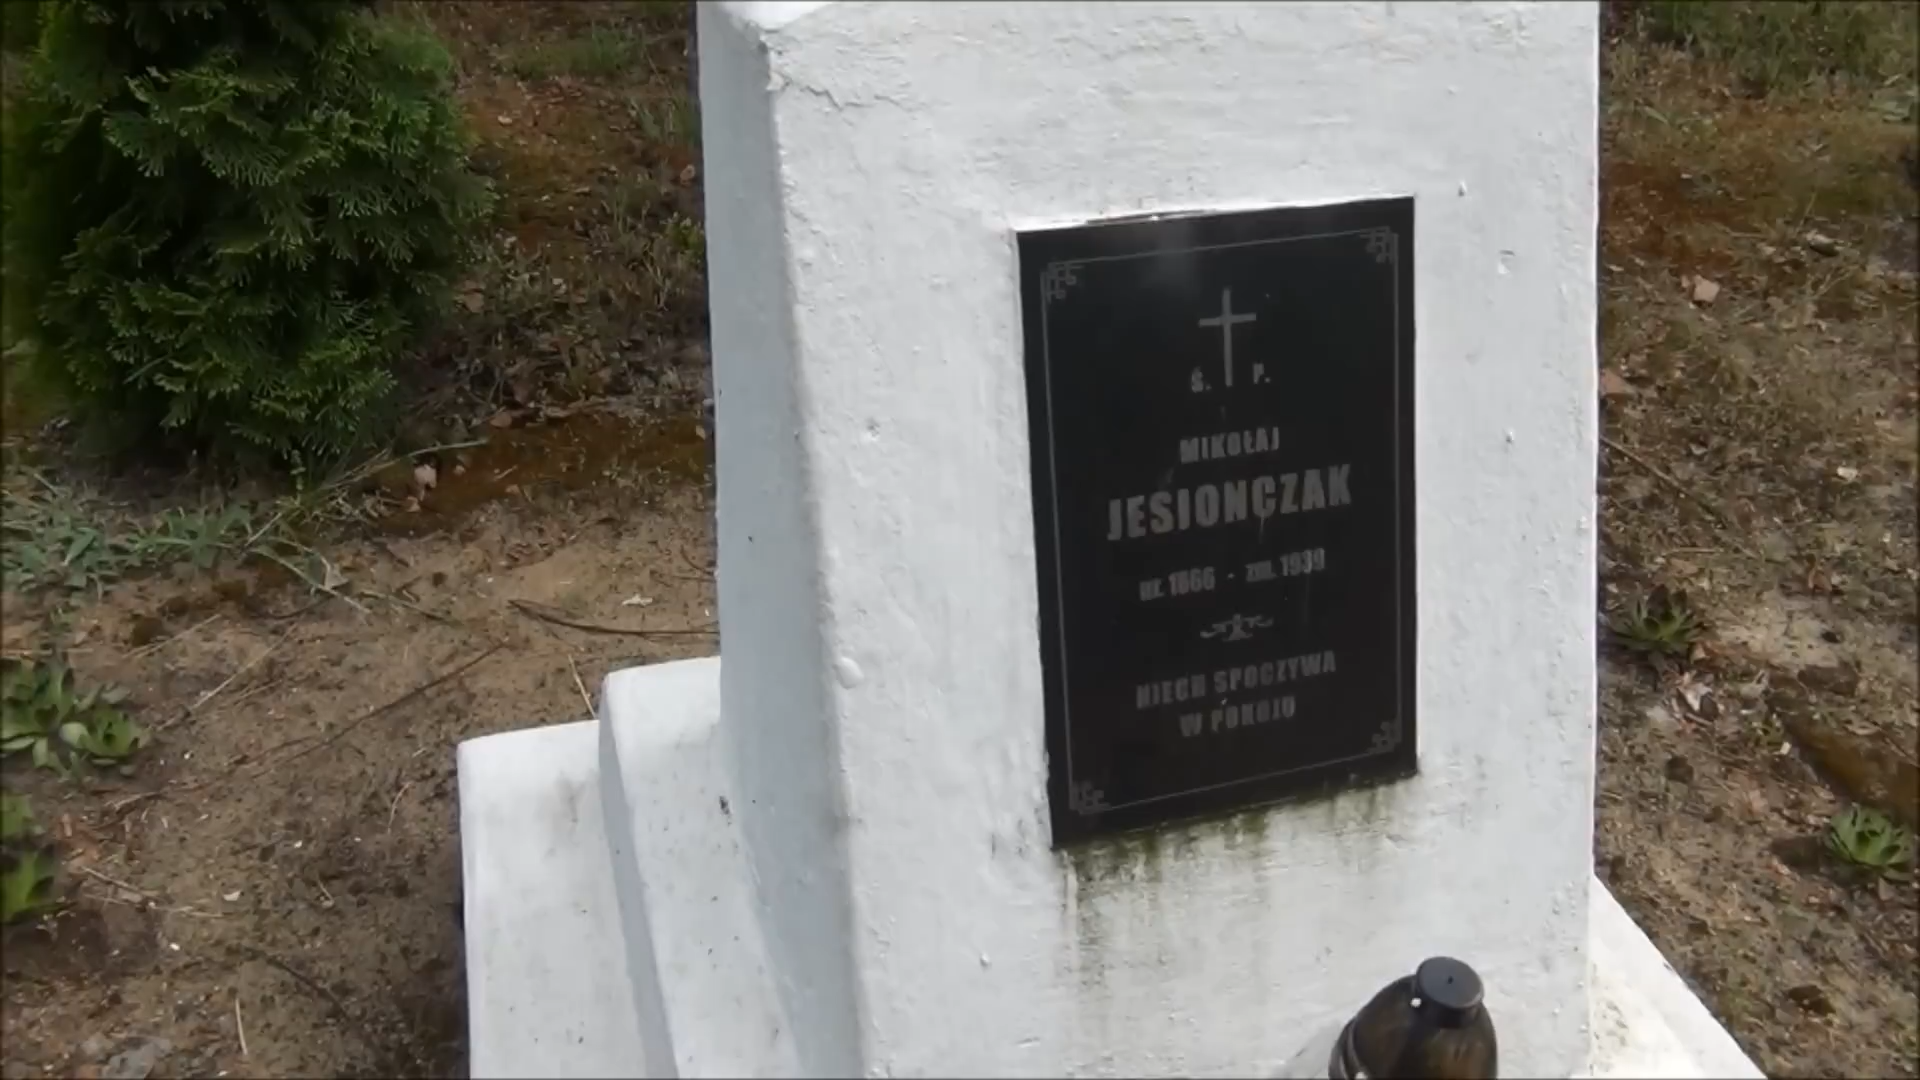 Ś. P.
MIKOŁAJ
JESIONCZAK
ur. 1866 - zm. 1939
NIECH SPOCZYWA
W POKOJU